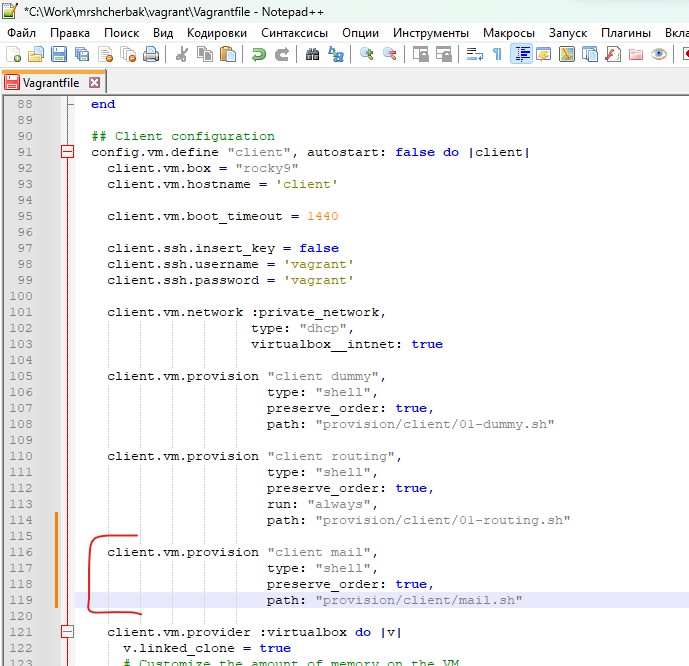 *C:\Work\mrshcherbak\vagrant\Vagrantfile - Notepad++
Файл Правка Поиск Вид Кодировки Синтаксисы Опции Инструменты Макросы Запуск Плагины Вкла
Vagrantfile
88 end
89
90 ## Client configuration
91 config.vm.define "client", autostart: false do |client|
92 client.vm.box = "rocky9"
93 client.vm.hostname = 'client'
94
95 client.vm.boot_timeout = 1440
96
97 client.ssh.insert_key = false
98 client.ssh.username = 'vagrant'
99 client.ssh.password = 'vagrant'
100
101 client.vm.network :private_network,
102 type: "dhcp",
103 virtualbox__intnet: true
104
105 client.vm.provision "client dummy",
106 type: "shell",
107 preserve_order: true,
108 path: "provision/client/01-dummy.sh"
109
110 client.vm.provision "client routing",
111 type: "shell",
112 preserve_order: true,
113 run: "always",
114 path: "provision/client/01-routing.sh"
115
116 client.vm.provision "client mail",
117 type: "shell",
118 preserve_order: true,
119 path: "provision/client/mail.sh"
120
121 client.vm.provider :virtualbox do |v|
122 v.linked_clone = true
123 # Customize the amount of memory on the VM